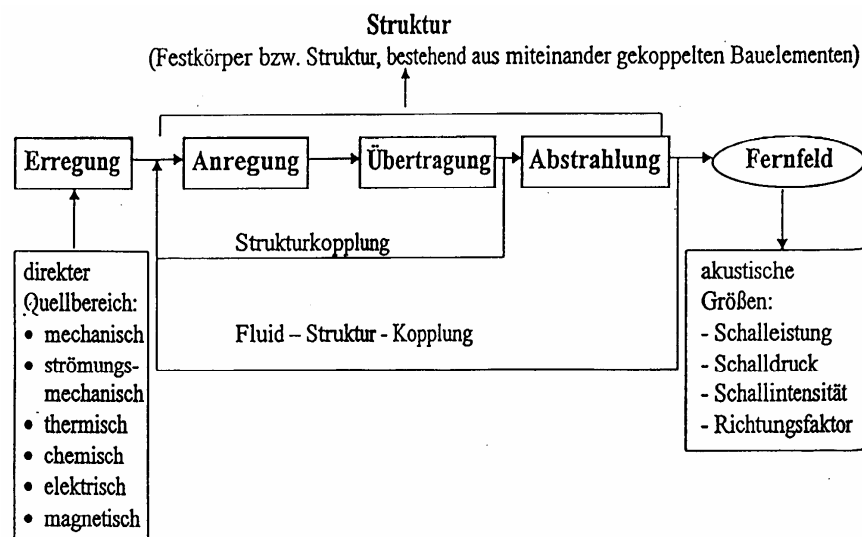 Struktur
(Festkörper bzw. Struktur, bestehend aus miteinander gekoppelten Bauelementen)
Erregung
Anregung
Übertragung
Abstrahlung
Fernfeld
Strukturkopplung
Fluid – Struktur - Kopplung
direkter
Quellbereich:
• mechanisch
• strömungs-
mechanisch
• thermisch
• chemisch
• elektrisch
• magnetisch
akustische
Größen:
- Schalleistung
- Schalldruck
- Schallintensität
- Richtungsfaktor